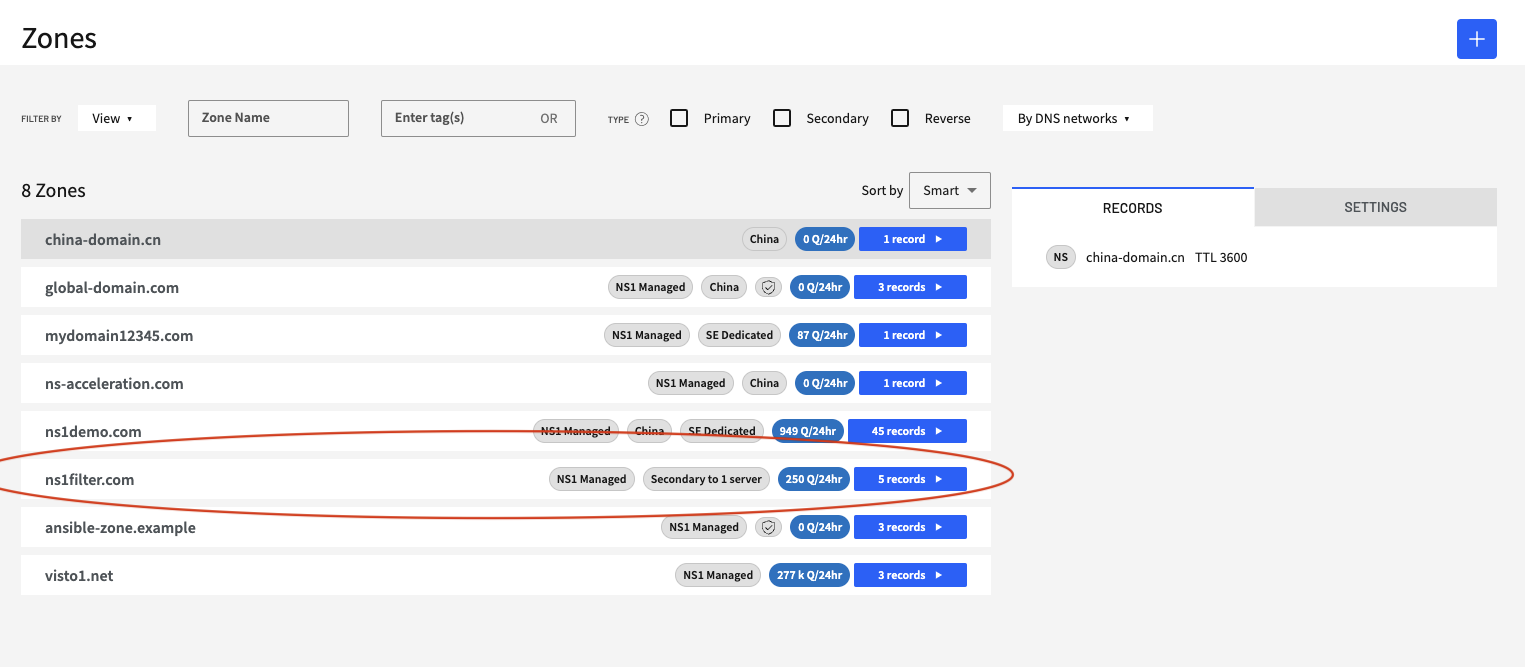 Zones
+
FILTER BY View ▾ Zone Name Enter tag(s) OR TYPE ? Primary Secondary Reverse By DNS networks ▾
8 Zones Sort by Smart
china-domain.cn China 0 Q/24hr 1 record
global-domain.com NS1 Managed China 0 Q/24hr 3 records
mydomain12345.com NS1 Managed SE Dedicated 87 Q/24hr 1 record
ns-acceleration.com NS1 Managed China 0 Q/24hr 1 record
ns1demo.com NS1 Managed China SE Dedicated 949 Q/24hr 45 records
ns1filter.com NS1 Managed Secondary to 1 server 250 Q/24hr 5 records
ansible-zone.example NS1 Managed 0 Q/24hr 3 records
visto1.net NS1 Managed 277 k Q/24hr 3 records
RECORDS SETTINGS
NS china-domain.cn TTL 3600